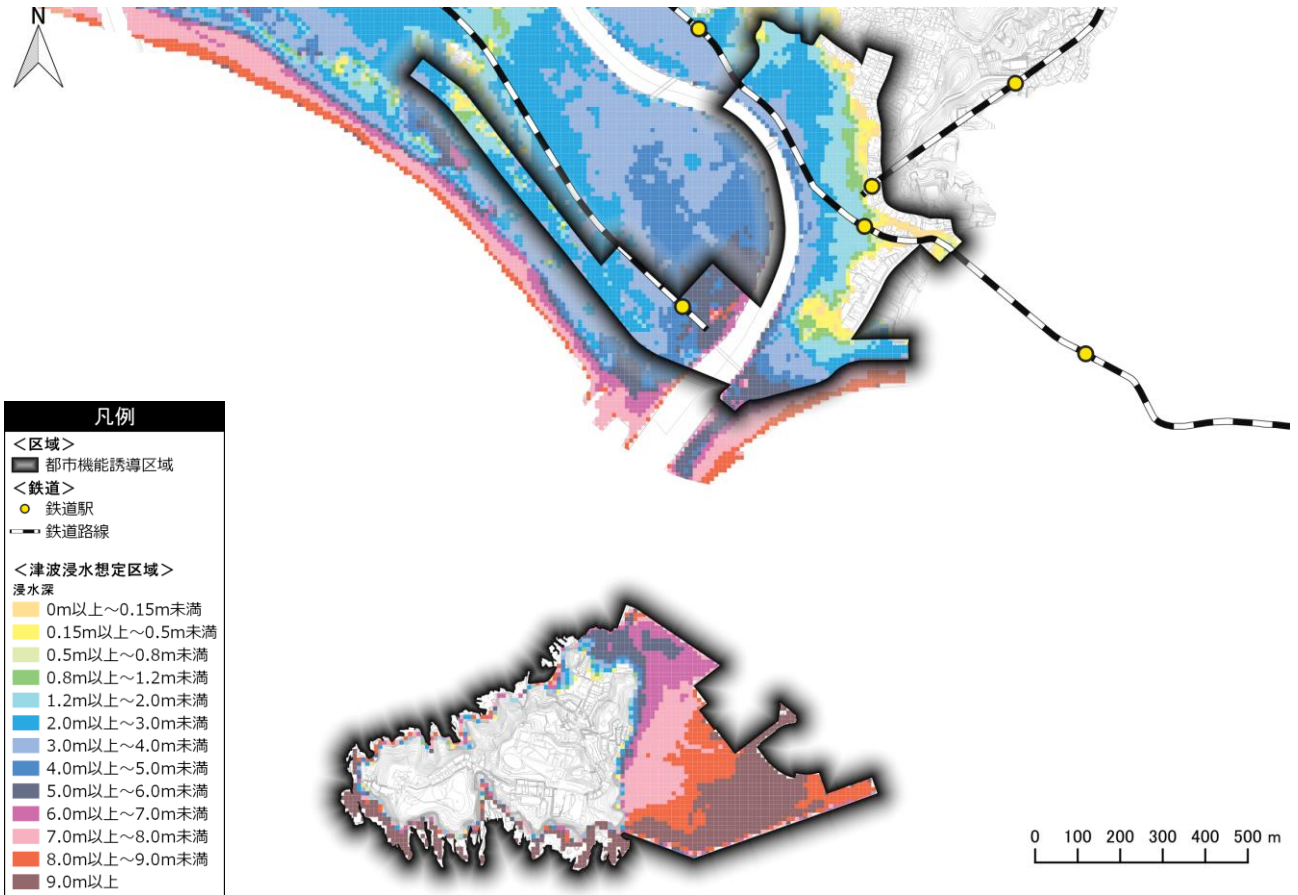 N
凡例
<区域>
都市機能誘導区域
<鉄道>
鉄道駅
鉄道路線
<津波浸水想定区域>
浸水深
0m以上~0.15m未満
0.15m以上~0.5m未満
0.5m以上~0.8m未満
0.8m以上~1.2m未満
1.2m以上~2.0m未満
2.0m以上~3.0m未満
3.0m以上~4.0m未満
4.0m以上~5.0m未満
5.0m以上~6.0m未満
6.0m以上~7.0m未満
7.0m以上~8.0m未満
8.0m以上~9.0m未満
9.0m以上
0 100 200 300 400 500 m